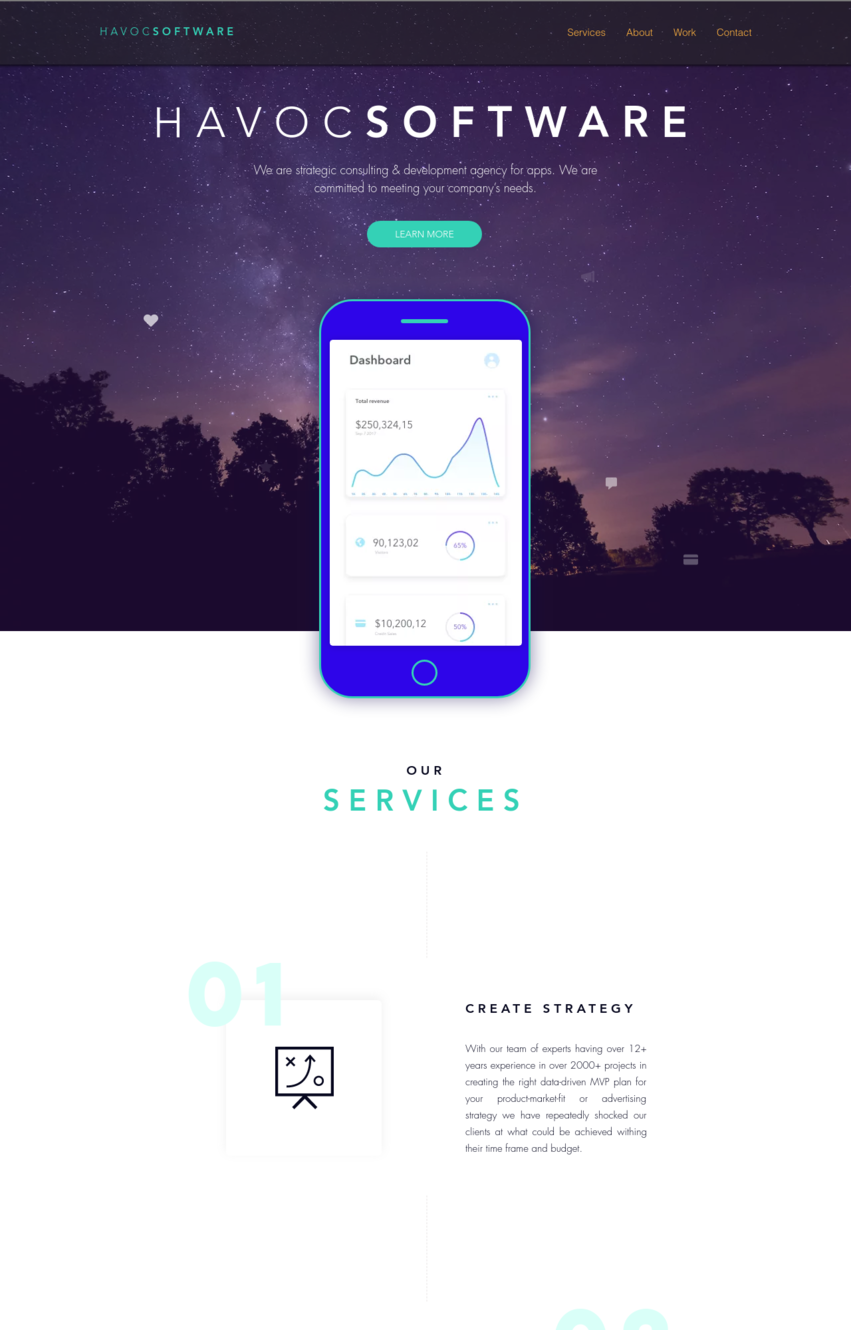 HAVOCSOFTWARE
Services About Work Contact
HAVOCSOFTWARE
We are strategic consulting & development agency for apps. We are
committed to meeting your company's needs.
LEARN MORE
Dashboard
Total revenue
$250,324,15
90,123,02
65%
$10,200,12
50%
OUR
SERVICES
01
CREATE STRATEGY
With our team of experts having over 12+
years experience in over 2000+ projects in
creating the right data-driven MVP plan for
your product-market-fit or advertising
strategy we have repeatedly shocked our
clients at what could be achieved withing
their time frame and budget.